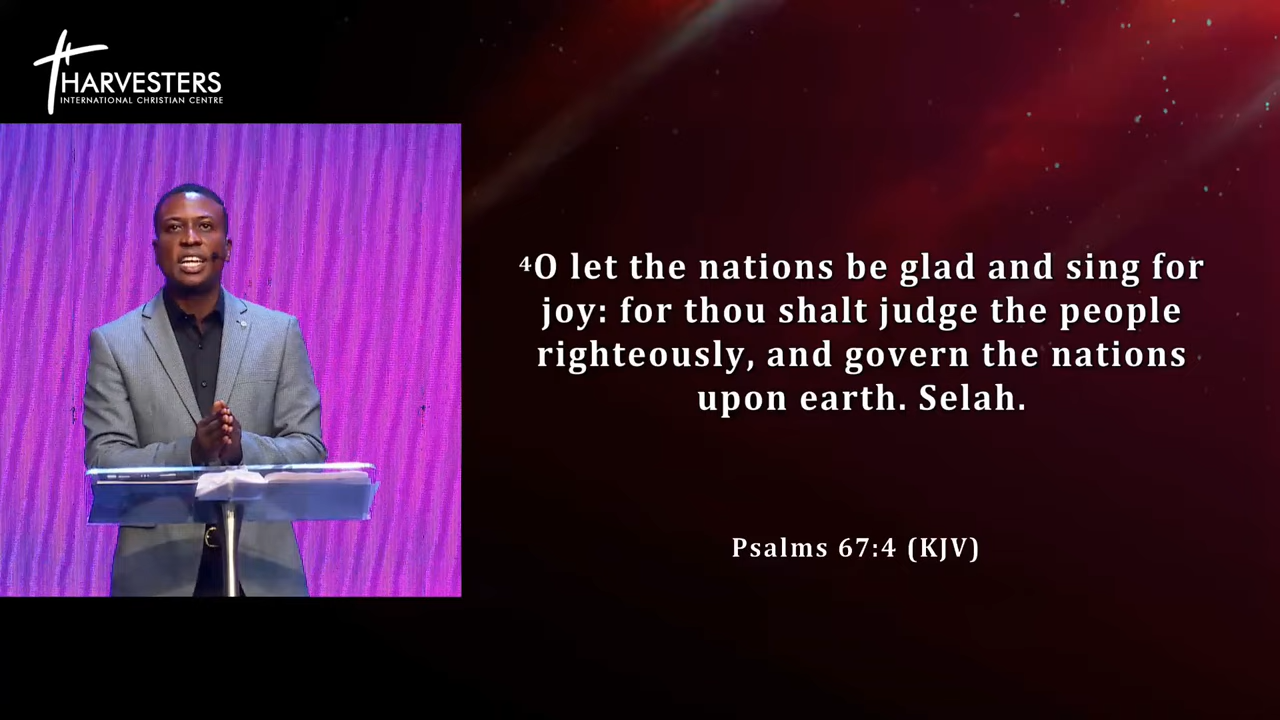 HARVESTERS
INTERNATIONAL CHRISTIAN CENTRE
⁴O let the nations be glad and sing for
joy: for thou shalt judge the people
righteously, and govern the nations
upon earth. Selah.
Psalms 67:4 (KJV)